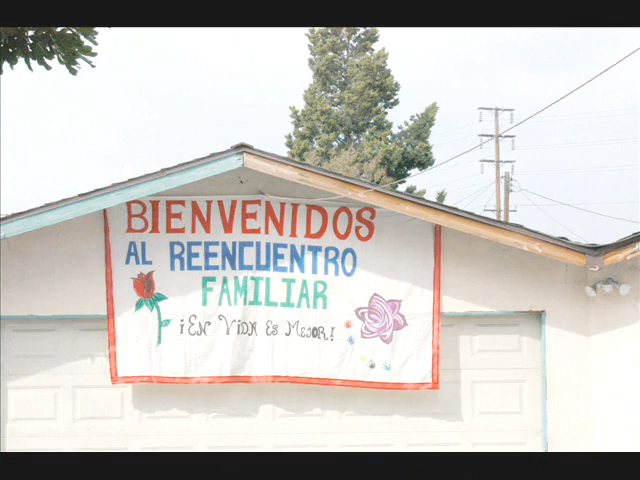 BIENVENIDOS
AL REENCUENTRO
FAMILIAR
¡EN VIDA ES MEJOR!